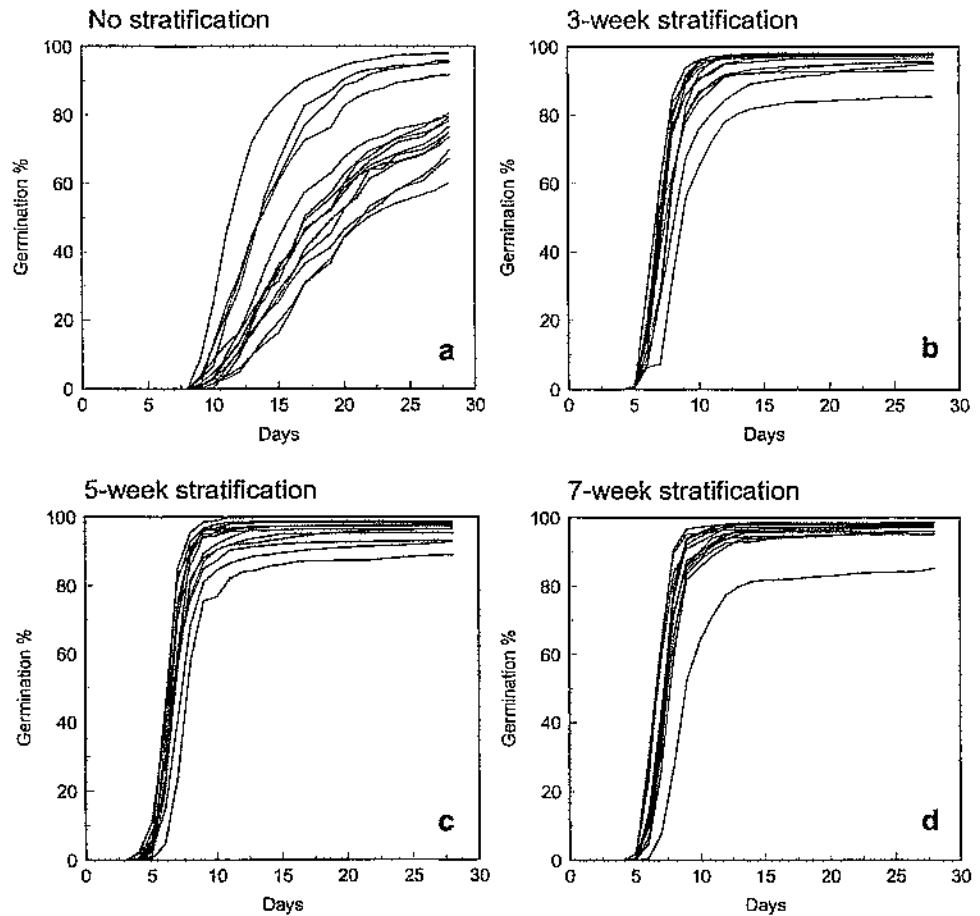 No stratification
100
80
60
40
20
0
Germination %
0 5 10 15 20 25 30
Days
a
3-week stratification
100
80
60
40
20
0
Germination %
0 5 10 15 20 25 30
Days
b
5-week stratification
100
80
60
40
20
0
Germination %
0 5 10 15 20 25 30
Days
c
7-week stratification
100
80
60
40
20
0
Germination %
0 5 10 15 20 25 30
Days
d